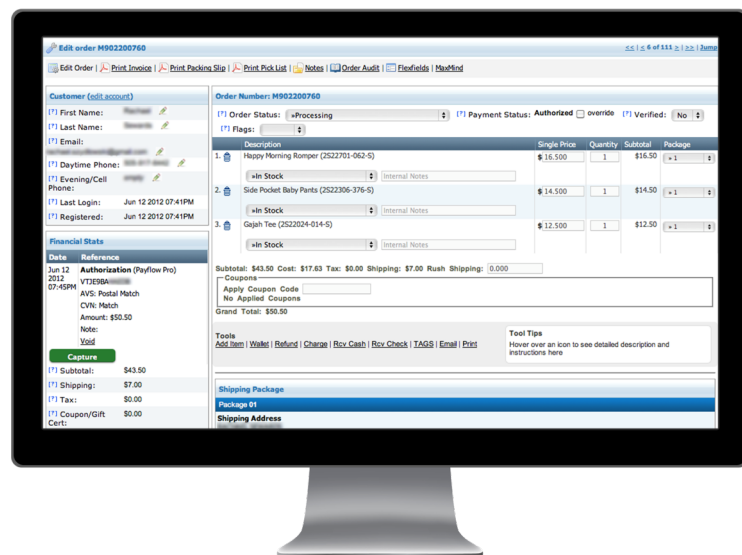 Edit order M902200760
<< | < 6 of 111 > | >> | Jump
Edit Order | Print Invoice | Print Packing Slip | Print Pick List | Notes | Order Audit | Flexfields | MaxMind
Customer (edit account)
[?] First Name:
[?] Last Name:
[?] Email:
[?] Daytime Phone:
[?] Evening/Cell
Phone:
[?] Last Login: Jun 12 2012 07:41PM
[?] Registered: Jun 12 2012 07:41PM
Financial Stats
Date Reference
Jun 12 2012 07:45PM
Authorization (Payflow Pro)
VTJE9BA
AVS: Postal Match
CVN: Match
Amount: $50.50
Note:
Void
Capture
[?] Subtotal: $43.50
[?] Shipping: $7.00
[?] Tax: $0.00
[?] Coupon/Gift Cert: $0.00
Order Number: M902200760
[?] Order Status: »Processing [?] Payment Status: Authorized override [?] Verified: No
[?] Flags:
Description Single Price Quantity Subtotal Package
1. Happy Morning Romper (2S22701-062-S) $ 16.500 1 $16.50 » 1
»In Stock Internal Notes
2. Side Pocket Baby Pants (2S22306-376-S) $ 14.500 1 $14.50 » 1
»In Stock Internal Notes
3. Gajah Tee (2S22024-014-S) $ 12.500 1 $12.50 » 1
»In Stock Internal Notes
Subtotal: $43.50 Cost: $17.63 Tax: $0.00 Shipping: $7.00 Rush Shipping: 0.000
Coupons
Apply Coupon Code
No Applied Coupons
Grand Total: $50.50
Tools
Add Item | Wallet | Refund | Charge | Rcv Cash | Rcv Check | TAGS | Email | Print
Tool Tips
Hover over an icon to see detailed description and
instructions here
Shipping Package
Package 01
Shipping Address